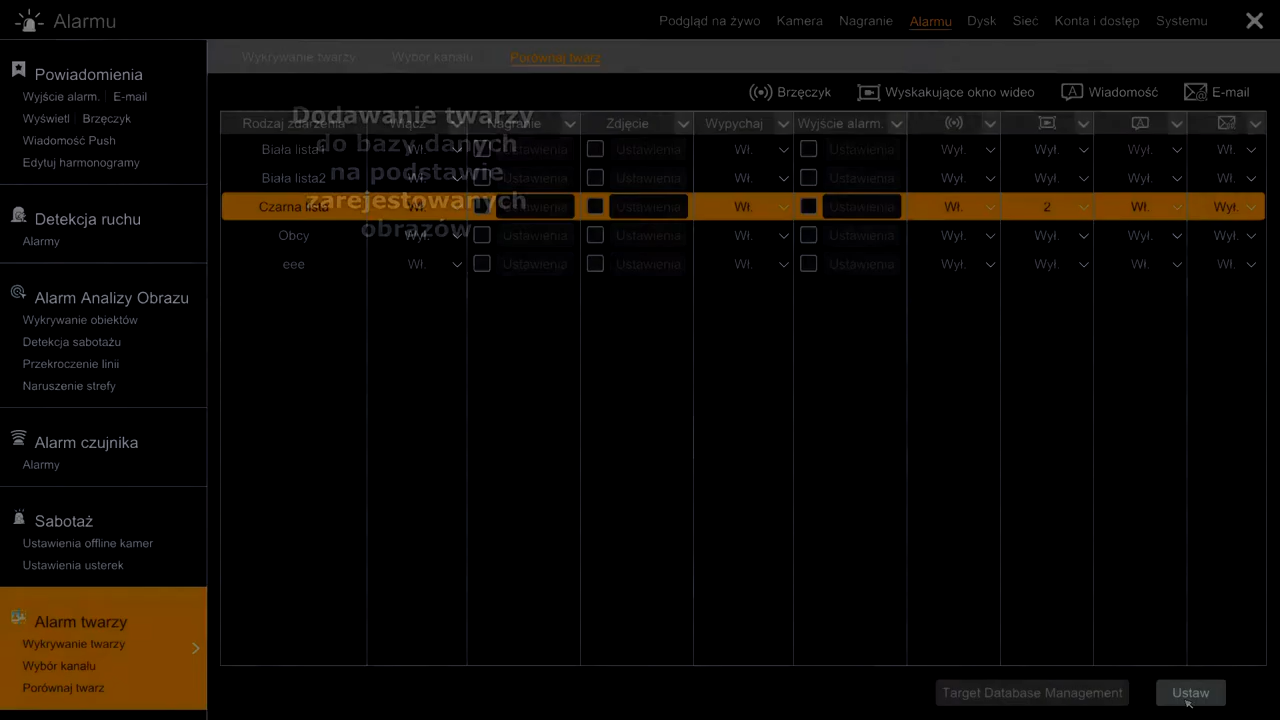 Alarmu
Podgląd na żywo Kamera Nagranie Alarmu Dysk Sieć Konta i dostęp Systemu
Powiadomienia
Wyjście alarm. E-mail
Wyświetl Brzęczyk
Wiadomość Push
Edytuj harmonogramy
Detekcja ruchu
Alarmy
Alarm Analizy Obrazu
Wykrywanie obiektów
Detekcja sabotażu
Przekroczenie linii
Naruszenie strefy
Alarm czujnika
Alarmy
Sabotaż
Ustawienia offline kamer
Ustawienia usterek
Alarm twarzy
Wykrywanie twarzy
Wybór kanału
Porównaj twarz
Wykrywanie twarzy Wybór kanału Porównaj twarz
Brzęczyk Wyskakujące okno wideo Wiadomość E-mail
Dodawanie twarzy
do bazy danych
na podstawie
zarejestowanych
obrazów
Rodzaj zdarzenia Włącz Nagranie Zdjęcie Wypychaj Wyjście alarm.
Biała lista1 Wł. Ustawienia Ustawienia Wł. Ustawienia Wył. Wył. Wył. Wł.
Biała lista2 Wł. Ustawienia Ustawienia Wł. Ustawienia Wył. Wył. Wył. Wł.
Czarna lista Wł. Ustawienia Ustawienia Wł. Ustawienia Wł. 2 Wł. Wył.
Obcy Wył. Ustawienia Ustawienia Wł. Ustawienia Wył. Wył. Wył. Wył.
eee Wł. Ustawienia Ustawienia Wł. Ustawienia Wył. Wył. Wł. Wł.
Target Database Management Ustaw